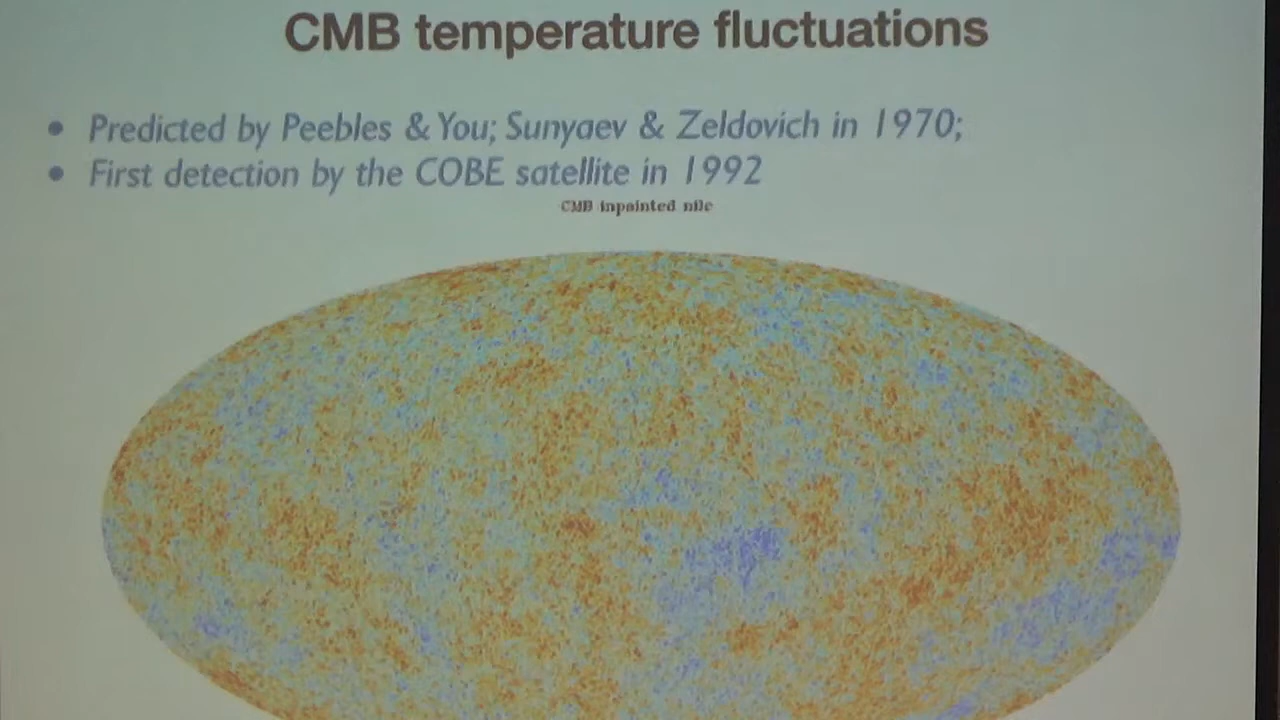 CMB temperature fluctuations
• Predicted by Peebles & You; Sunyaev & Zeldovich in 1970;
• First detection by the COBE satellite in 1992
CMB inpainted nilc